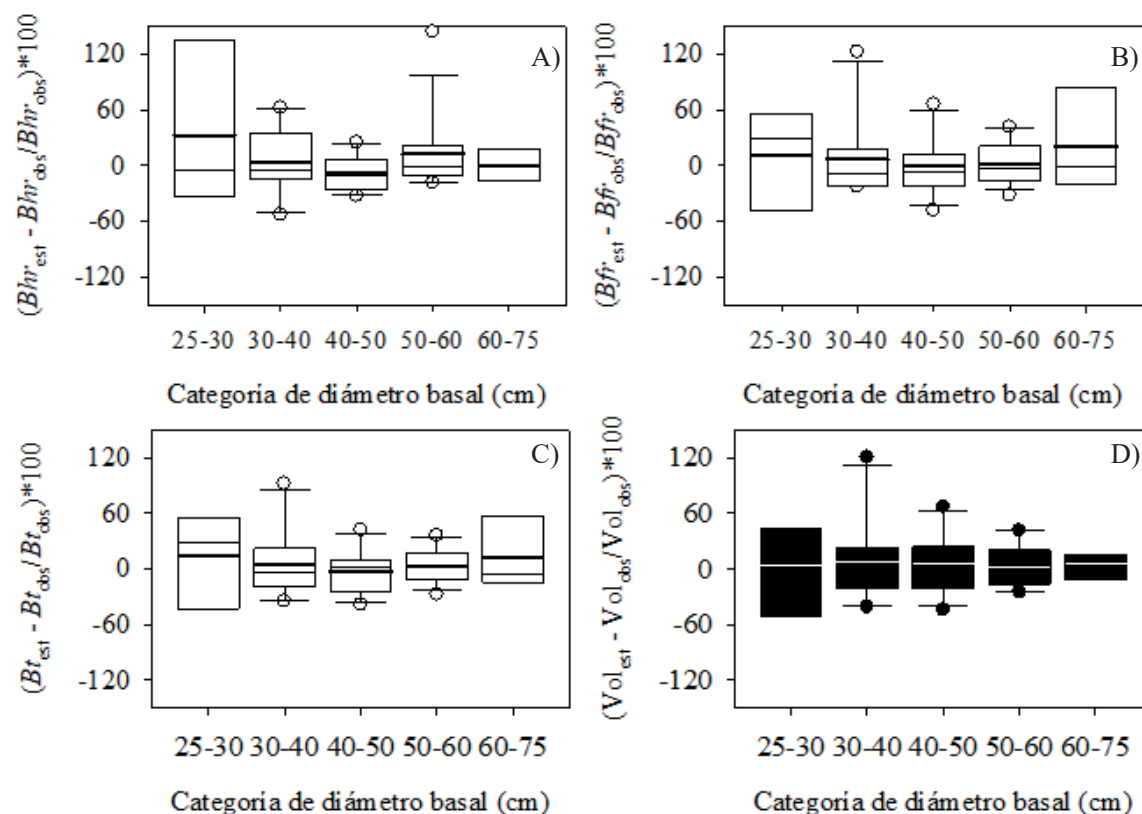 (Bhr_est - Bhr_obs/Bhr_obs)*100
120
60
0
-60
-120
A)
25-30 30-40 40-50 50-60 60-75
Categoria de diámetro basal (cm)
(Bfr_est - Bfr_obs/Bfr_obs)*100
120
60
0
-60
-120
B)
25-30 30-40 40-50 50-60 60-75
Categoria de diámetro basal (cm)
(Bt_est - Bt_obs/Bt_obs)*100
120
60
0
-60
-120
C)
25-30 30-40 40-50 50-60 60-75
Categoria de diámetro basal (cm)
(Vol_est - Vol_obs/Vol_obs)*100
120
60
0
-60
-120
D)
25-30 30-40 40-50 50-60 60-75
Categoria de diámetro basal (cm)